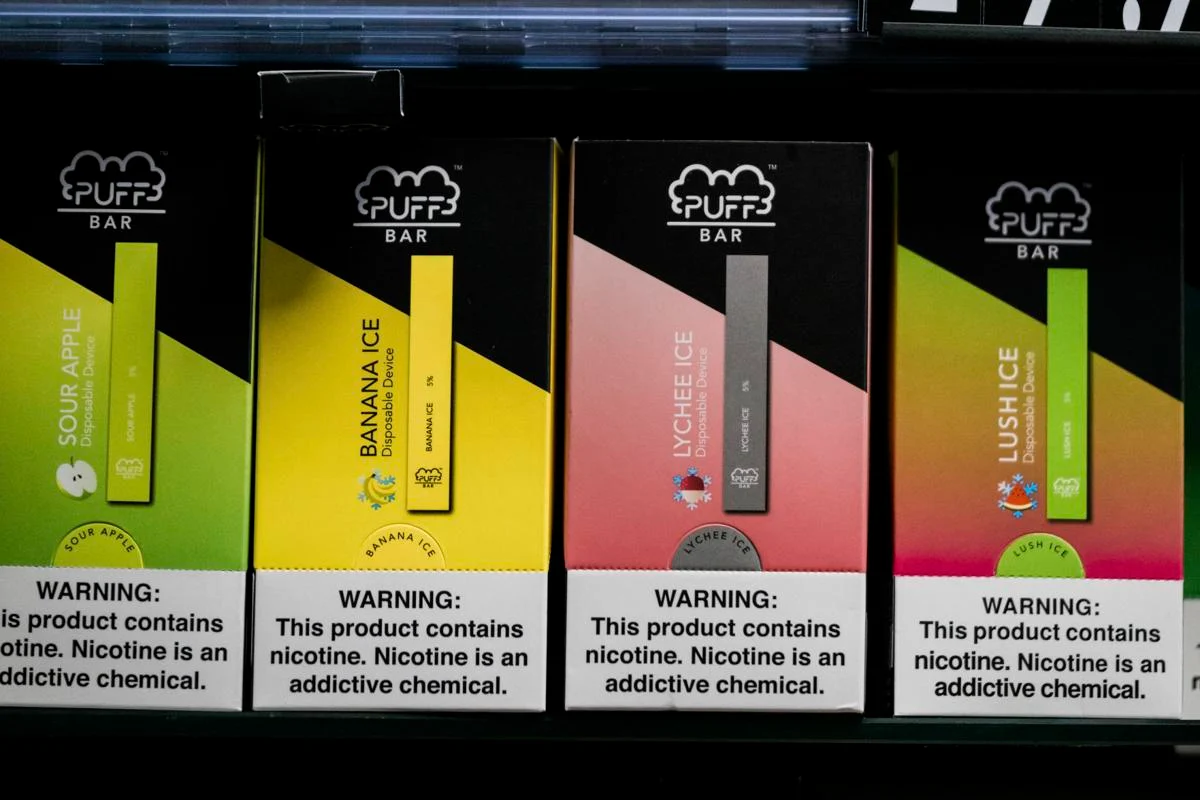 PUFF
BAR
SOUR APPLE
Disposable Device
SOUR APPLE 5%
PUFF
BAR
SOUR APPLE
WARNING:
is product contains
otine. Nicotine is an
ddictive chemical.
PUFF
BAR
TM
BANANA ICE
Disposable Device
BANANA ICE 5%
PUFF
BAR
BANANA ICE
WARNING:
This product contains
nicotine. Nicotine is an
addictive chemical.
PUFF
BAR
TM
LYCHEE ICE
Disposable Device
LYCHEE ICE 5%
PUFF
BAR
LYCHEE ICE
WARNING:
This product contains
nicotine. Nicotine is an
addictive chemical.
PUFF
BAR
LUSH ICE
Disposable Device
LUSH ICE 5%
PUFF
BAR
LUSH ICE
WARNING:
This product contains
nicotine. Nicotine is an
addictive chemical.